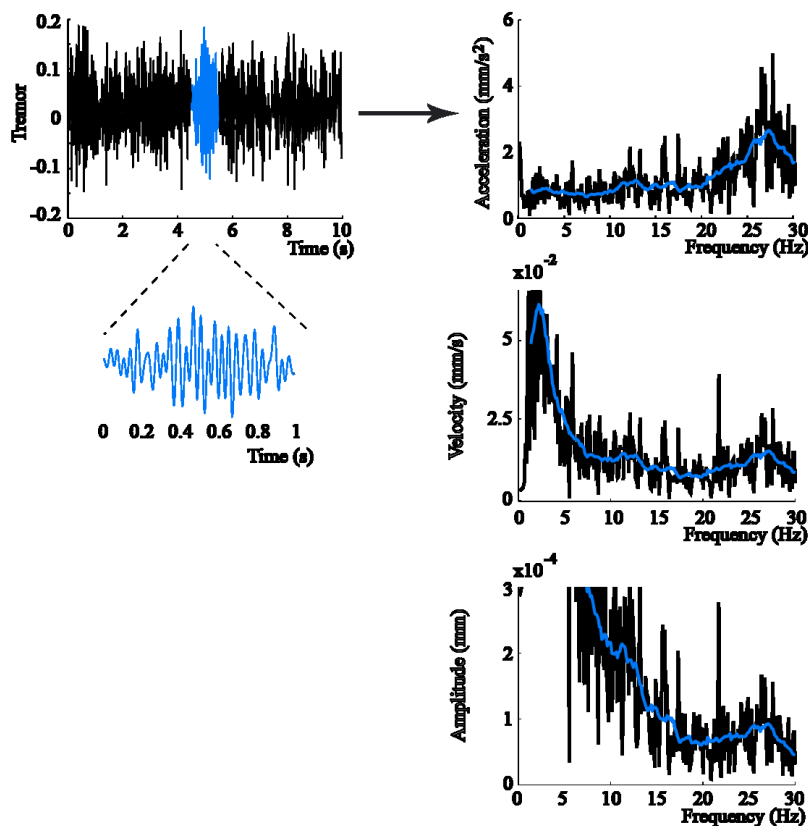 Tremor
0.2
0.1
0
-0.1
-0.2
0 2 4 6 8 10
Time (s)
0 0.2 0.4 0.6 0.8 1
Time (s)
Acceleration (mm/s²)
6
4
2
0
0 5 10 15 20 25 30
Frequency (Hz)
x10⁻²
Velocity (mm/s)
5
2.5
0
0 5 10 15 20 25 30
Frequency (Hz)
x10⁻⁴
Amplitude (mm)
3
2
1
0
0 5 10 15 20 25 30
Frequency (Hz)